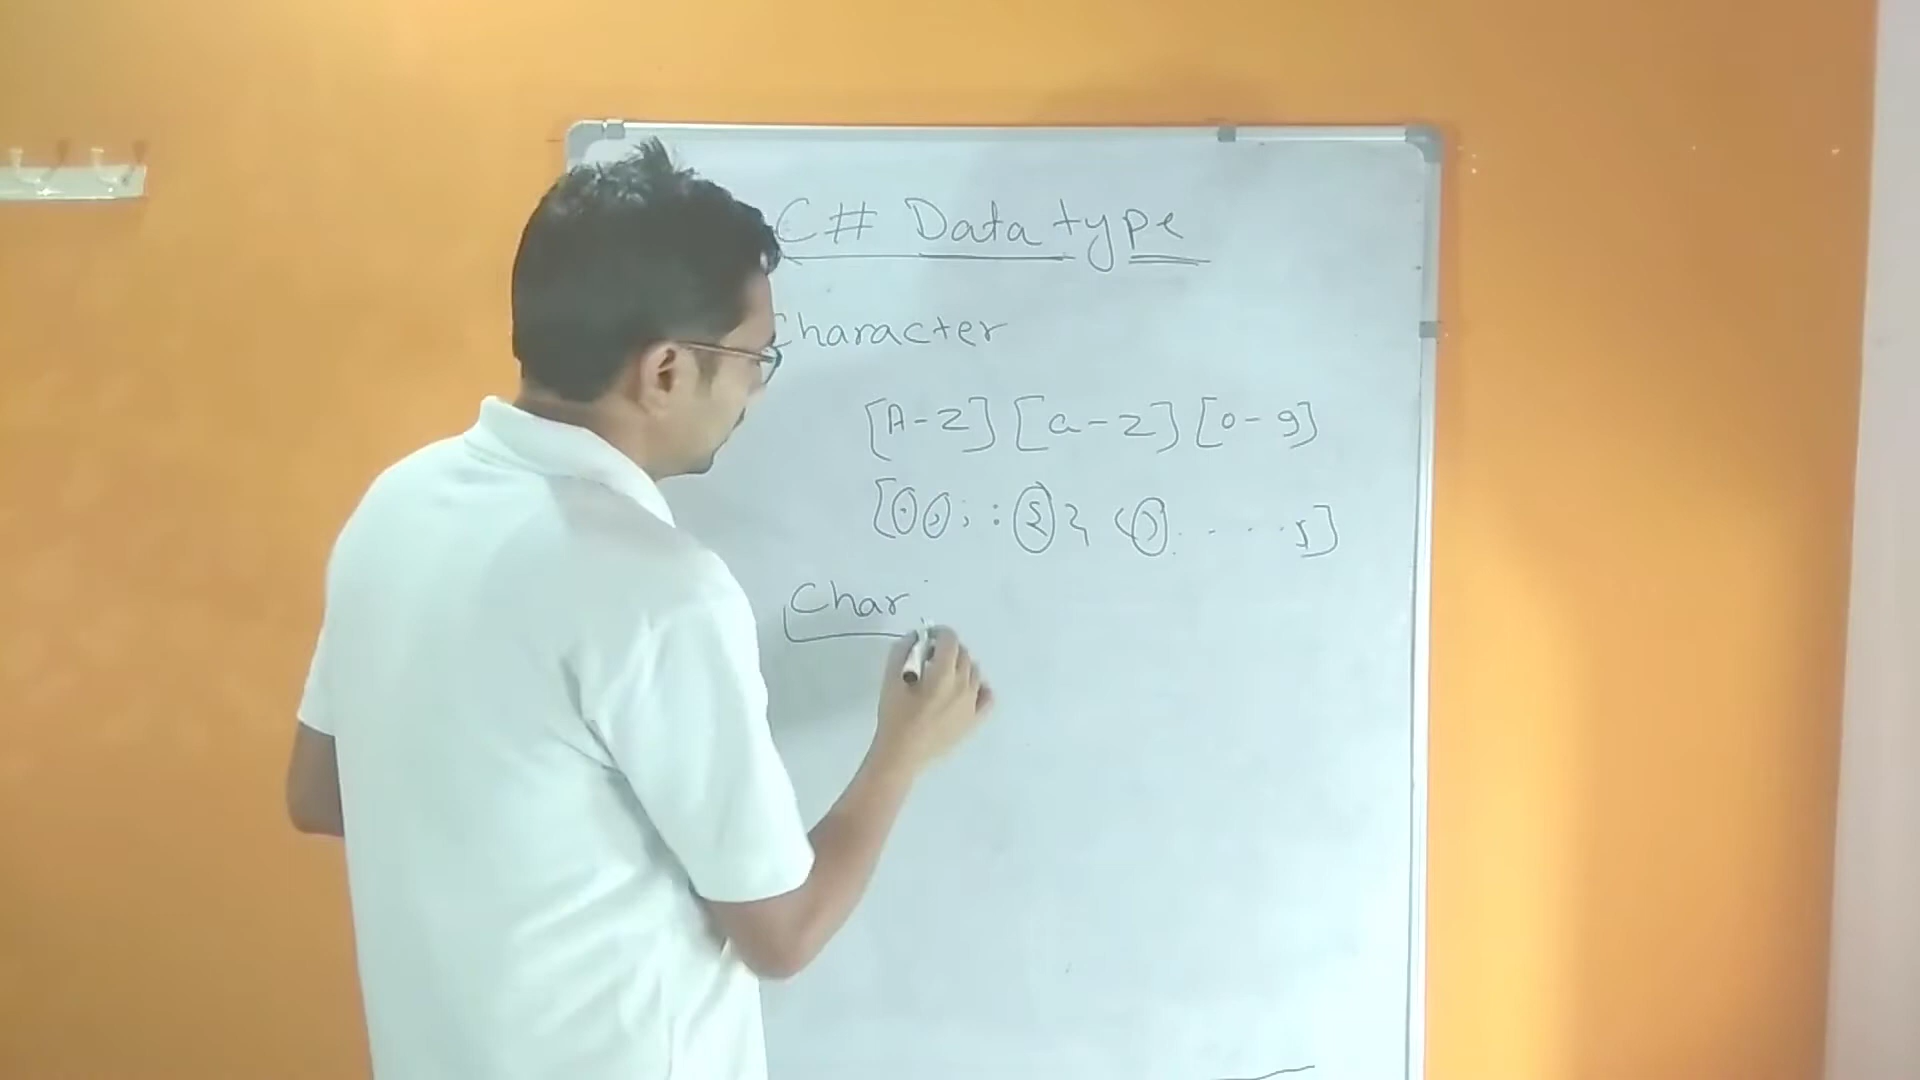 C# Data type
Character
[A-Z] [a-z] [0-9]
[. , ; : { } < > . . . . . ]
Char